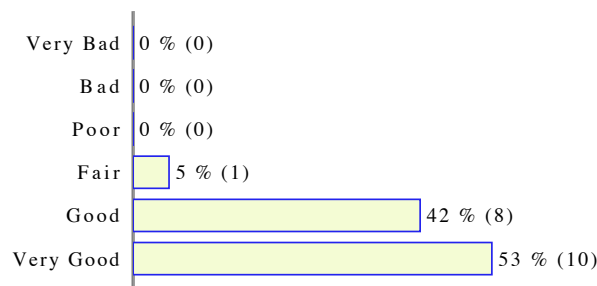 Very Bad 0 % (0)
Bad 0 % (0)
Poor 0 % (0)
Fair 5 % (1)
Good 42 % (8)
Very Good 53 % (10)